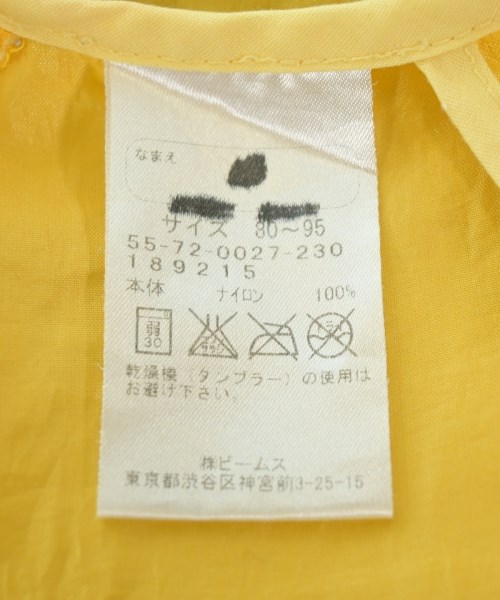 なまえ
サイズ 80～95
55-72-0027-230
189215
本体 ナイロン 100%
弱
30
乾燥機（タンブラー）の使用は
お避け下さい。
㈱ビームス
東京都渋谷区神宮前3-25-15